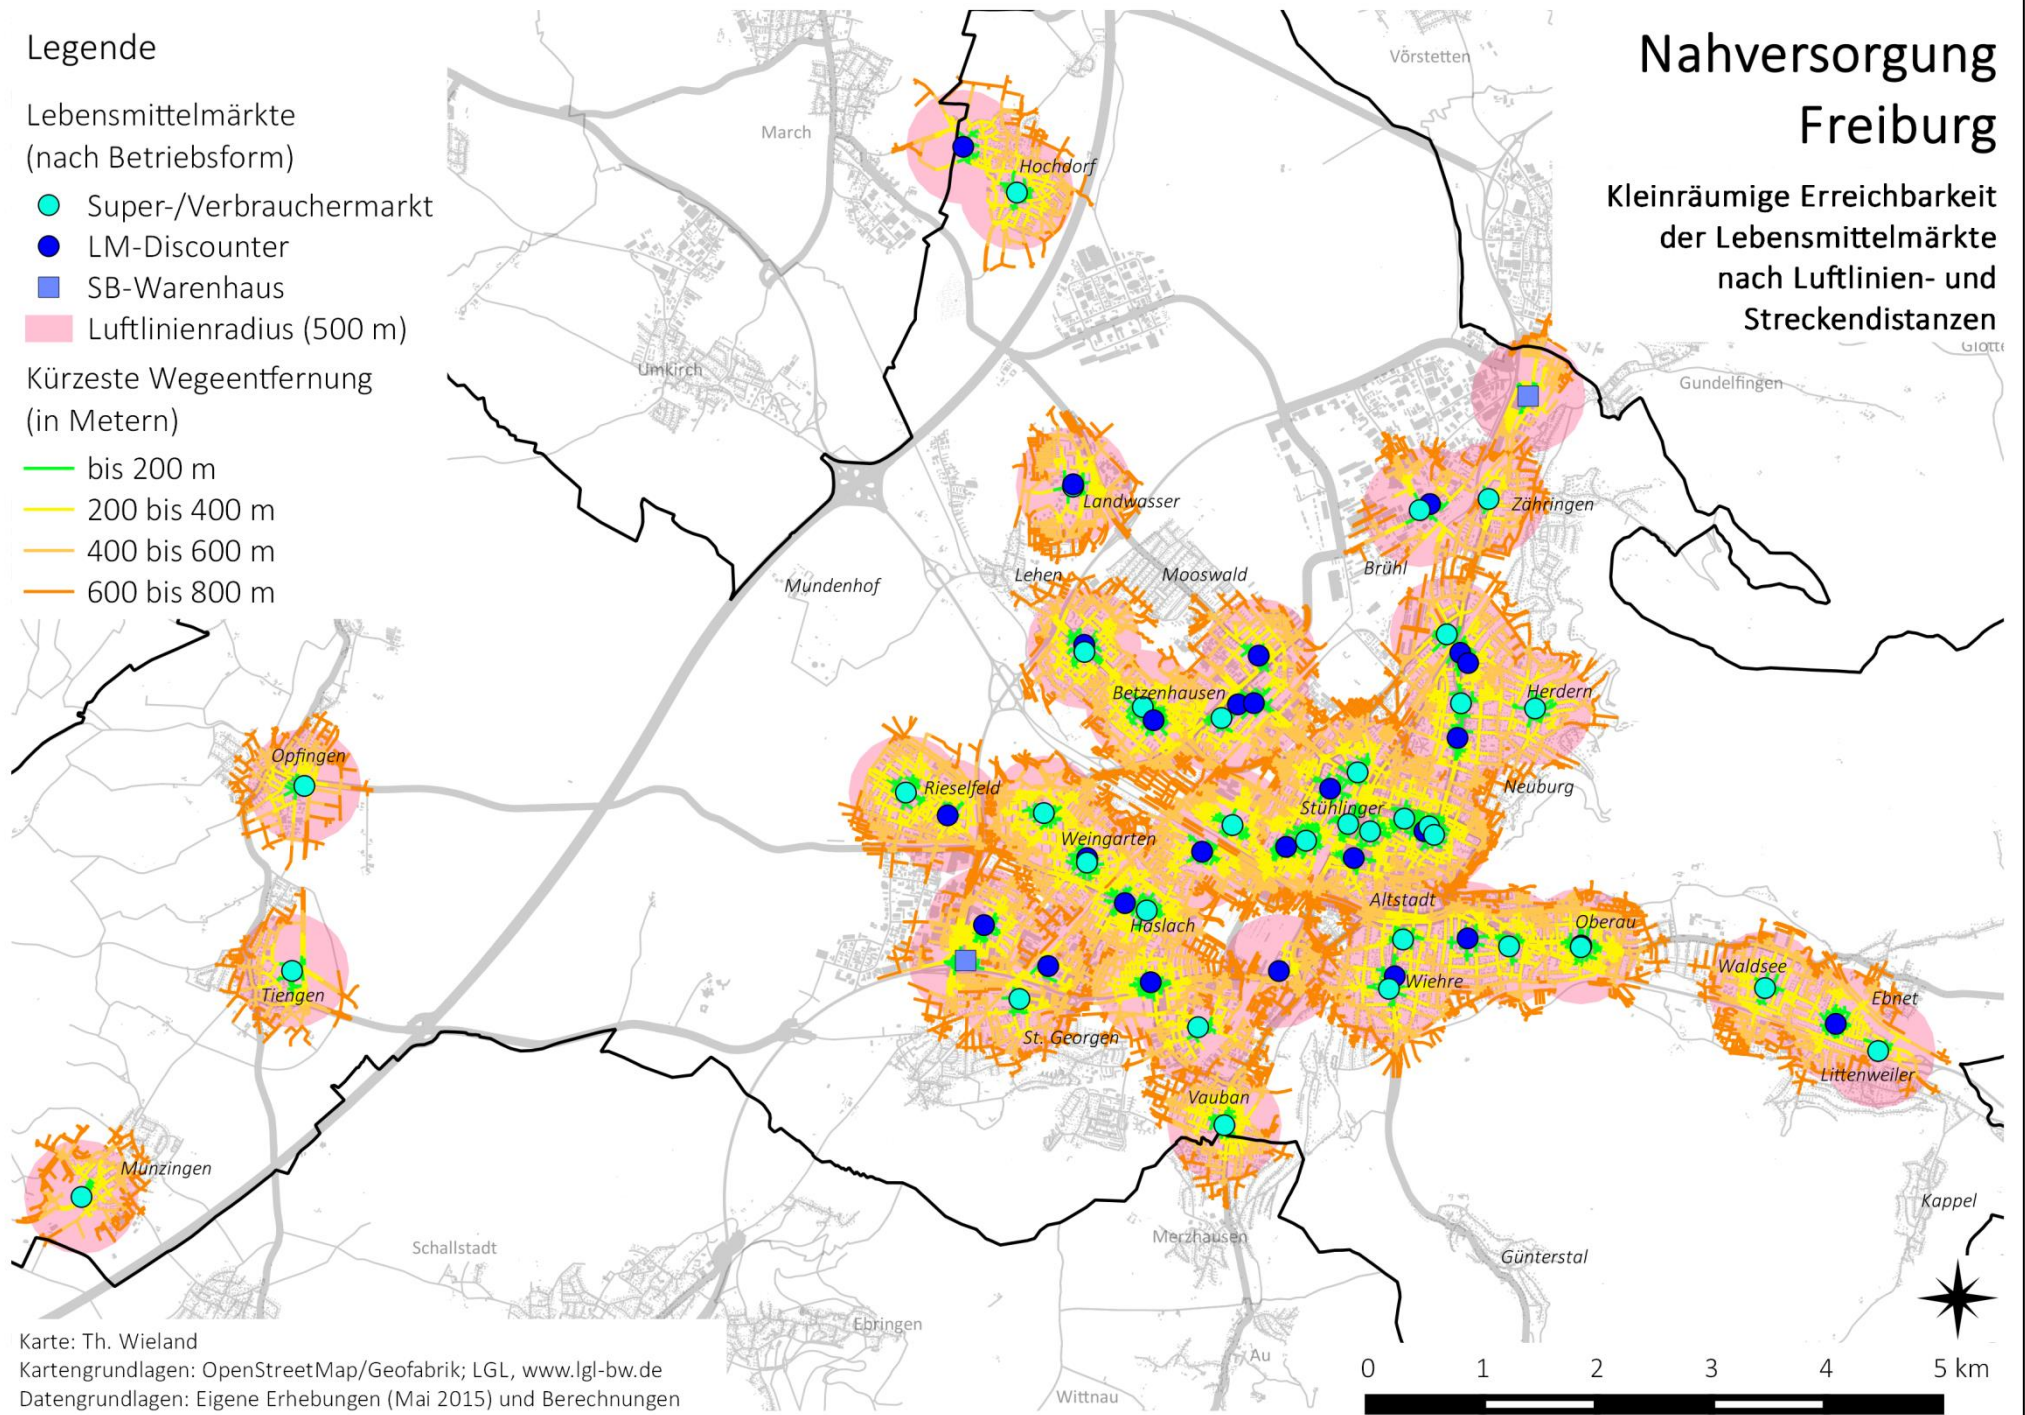 Legende
Lebensmittelmärkte
(nach Betriebsform)
Super-/Verbrauchermarkt
LM-Discounter
SB-Warenhaus
Luftlinienradius (500 m)
Kürzeste Wegeentfernung
(in Metern)
bis 200 m
200 bis 400 m
400 bis 600 m
600 bis 800 m
Nahversorgung
Freiburg
Kleinräumige Erreichbarkeit
der Lebensmittelmärkte
nach Luftlinien- und
Streckendistanzen
Vörstetten
March
Hochdorf
Umkirch
Gundelfingen
Landwasser
Zähringen
Lehen
Mooswald
Brühl
Mundenhof
Betzenhausen
Herdern
Opfingen
Rieselfeld
Neuburg
Stühlinger
Weingarten
Altstadt
Haslach
Oberau
Waldsee
Wiehre
Ebnet
Tiengen
St. Georgen
Littenweiler
Vauban
Munzingen
Kappel
Merzhausen
Schallstadt
Günterstal
Ebringen
Au
Wittnau
Karte: Th. Wieland
Kartengrundlagen: OpenStreetMap/Geofabrik; LGL, www.lgl-bw.de
Datengrundlagen: Eigene Erhebungen (Mai 2015) und Berechnungen
0 1 2 3 4 5 km